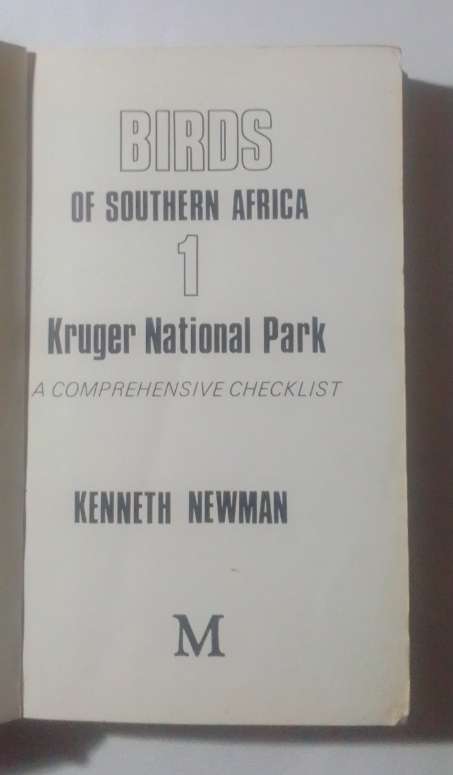 BIRDS
OF SOUTHERN AFRICA
1
Kruger National Park
A COMPREHENSIVE CHECKLIST
KENNETH NEWMAN
M